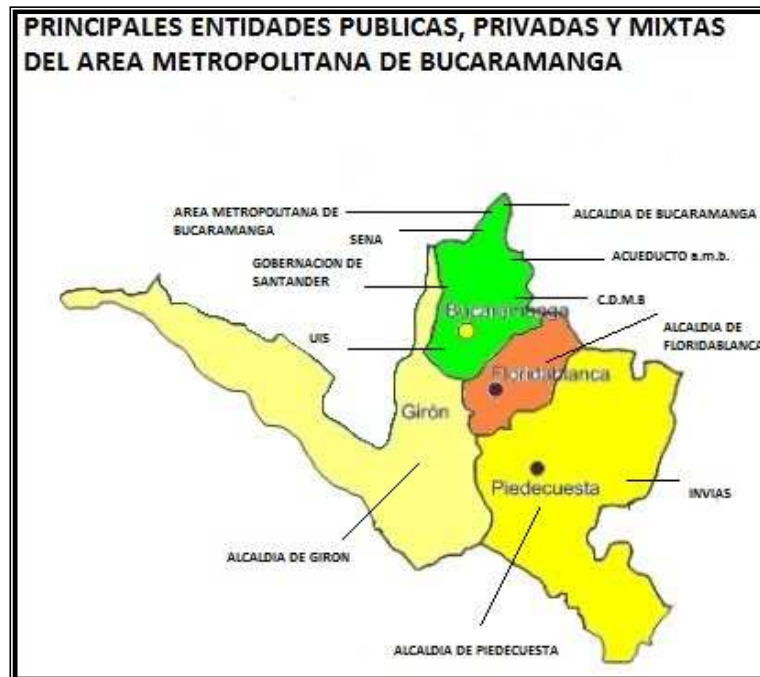 PRINCIPALES ENTIDADES PUBLICAS, PRIVADAS Y MIXTAS
DEL AREA METROPOLITANA DE BUCARAMANGA
AREA METROPOLITANA DE
BUCARAMANGA
ALCALDIA DE BUCARAMANGA
SENA
GOBERNACION DE
SANTANDER
ACUEDUCTO a.m.b.
C.D.M.B
Bucaramanga
UIS
ALCALDIA DE
FLORIDABLANCA
Floridablanca
Girón
Piedecuesta
INVIAS
ALCALDIA DE GIRON
ALCALDIA DE PIEDECUESTA